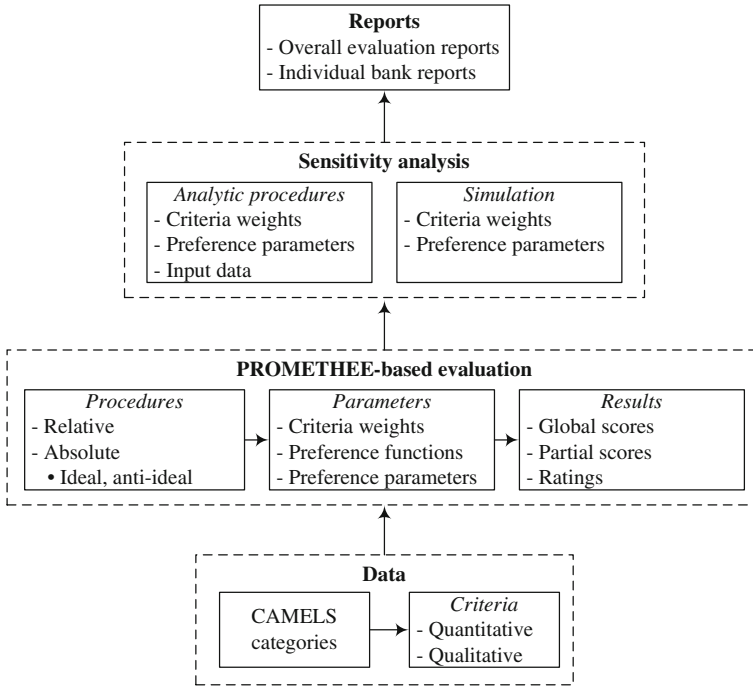 Reports
- Overall evaluation reports
- Individual bank reports
Sensitivity analysis
Analytic procedures
- Criteria weights
- Preference parameters
- Input data
Simulation
- Criteria weights
- Preference parameters
PROMETHEE-based evaluation
Procedures
- Relative
- Absolute
• Ideal, anti-ideal
Parameters
- Criteria weights
- Preference functions
- Preference parameters
Results
- Global scores
- Partial scores
- Ratings
Data
CAMELS
categories
Criteria
- Quantitative
- Qualitative